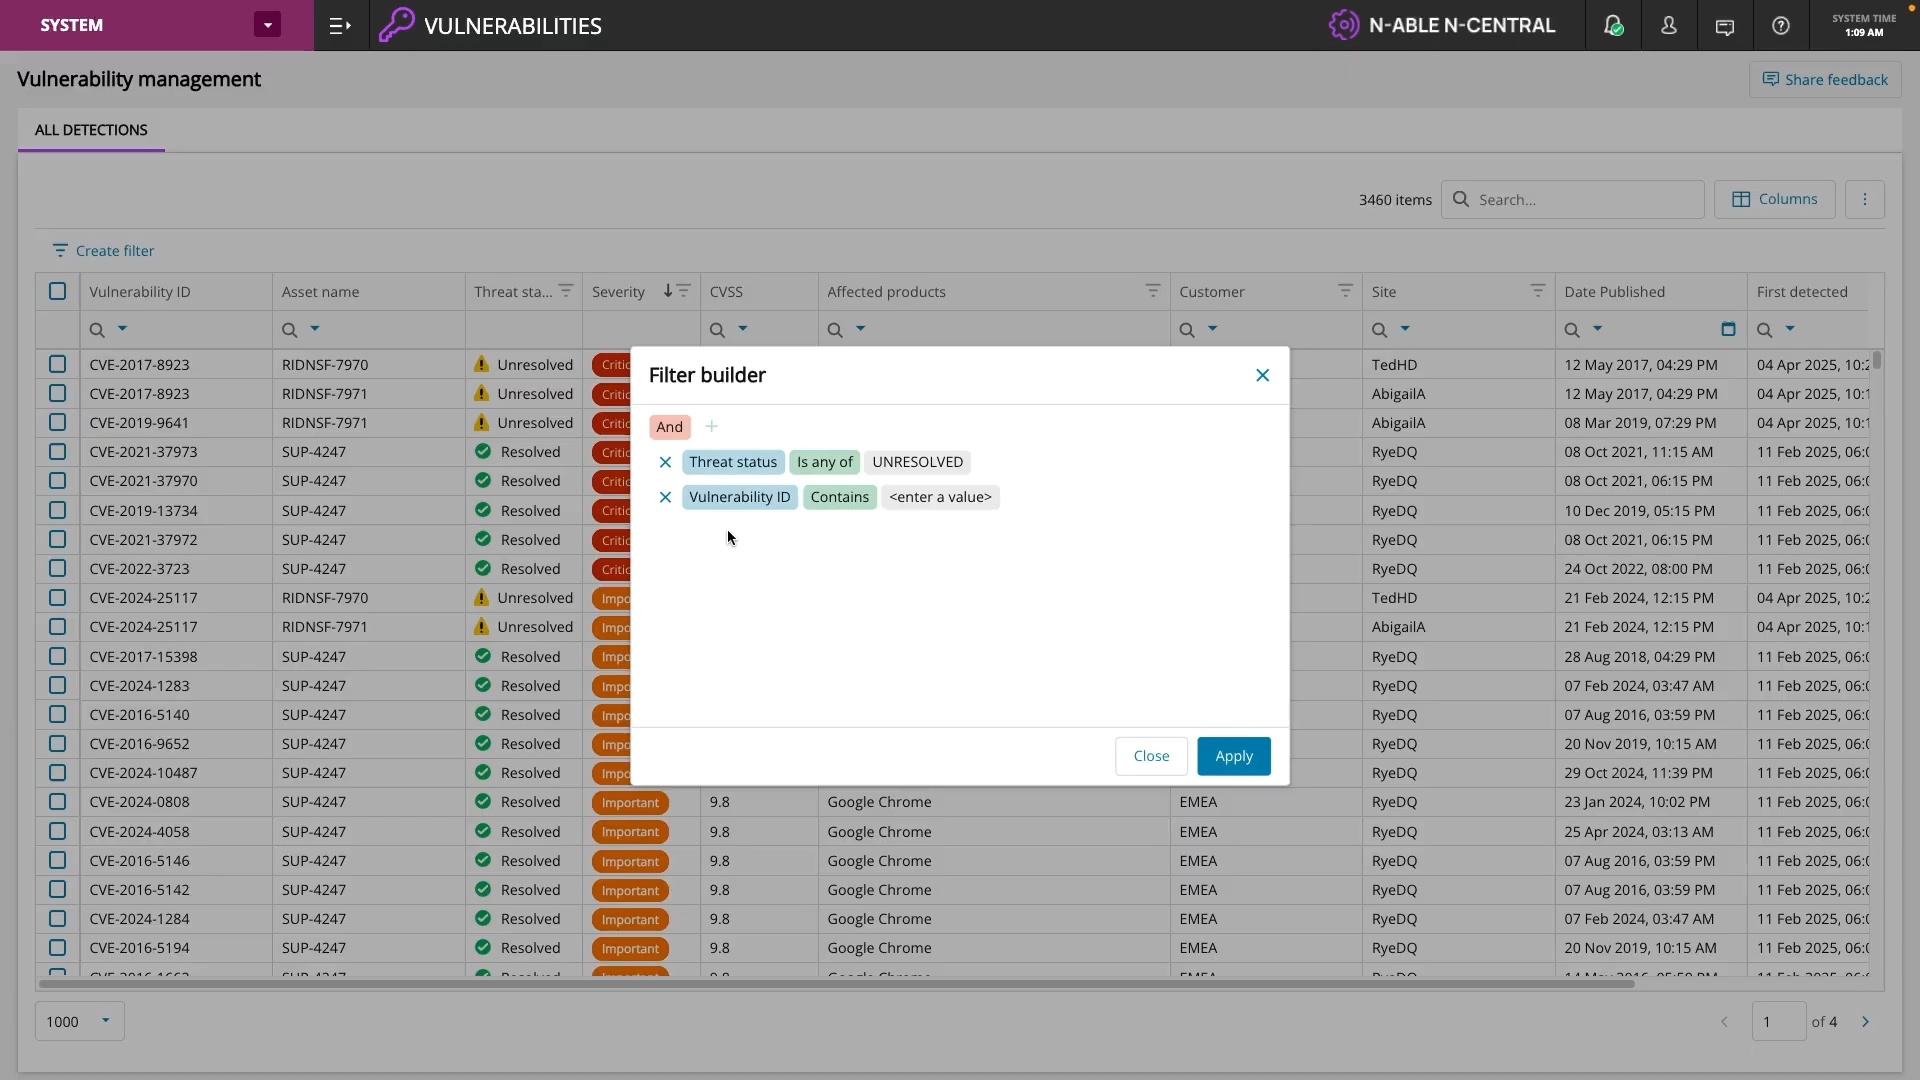 SYSTEM
VULNERABILITIES
N-ABLE N-CENTRAL
SYSTEM TIME
1:09 AM
Vulnerability management
Share feedback
ALL DETECTIONS
3460 items
Search...
Columns
Create filter
Vulnerability ID Asset name Threat sta... Severity CVSS Affected products Customer Site Date Published First detected
CVE-2017-8923 RIDNSF-7970 Unresolved Critic TedHD 12 May 2017, 04:29 PM 04 Apr 2025, 10:2
CVE-2017-8923 RIDNSF-7971 Unresolved Critic AbigailA 12 May 2017, 04:29 PM 04 Apr 2025, 10:1
CVE-2019-9641 RIDNSF-7971 Unresolved Critic AbigailA 08 Mar 2019, 07:29 PM 04 Apr 2025, 10:1
CVE-2021-37973 SUP-4247 Resolved Critic RyeDQ 08 Oct 2021, 11:15 AM 11 Feb 2025, 06:0
CVE-2021-37970 SUP-4247 Resolved Critic RyeDQ 08 Oct 2021, 06:15 PM 11 Feb 2025, 06:0
CVE-2019-13734 SUP-4247 Resolved Critic RyeDQ 10 Dec 2019, 05:15 PM 11 Feb 2025, 06:0
CVE-2021-37972 SUP-4247 Resolved Critic RyeDQ 08 Oct 2021, 06:15 PM 11 Feb 2025, 06:0
CVE-2022-3723 SUP-4247 Resolved Critic RyeDQ 24 Oct 2022, 08:00 PM 11 Feb 2025, 06:0
CVE-2024-25117 RIDNSF-7970 Unresolved Impo TedHD 21 Feb 2024, 12:15 PM 04 Apr 2025, 10:2
CVE-2024-25117 RIDNSF-7971 Unresolved Impo AbigailA 21 Feb 2024, 12:15 PM 04 Apr 2025, 10:1
CVE-2017-15398 SUP-4247 Resolved Impo RyeDQ 28 Aug 2018, 04:29 PM 11 Feb 2025, 06:0
CVE-2024-1283 SUP-4247 Resolved Impo RyeDQ 07 Feb 2024, 03:47 AM 11 Feb 2025, 06:0
CVE-2016-5140 SUP-4247 Resolved Impo RyeDQ 07 Aug 2016, 03:59 PM 11 Feb 2025, 06:0
CVE-2016-9652 SUP-4247 Resolved Impo RyeDQ 20 Nov 2019, 10:15 AM 11 Feb 2025, 06:0
CVE-2024-10487 SUP-4247 Resolved Impo RyeDQ 29 Oct 2024, 11:39 PM 11 Feb 2025, 06:0
CVE-2024-0808 SUP-4247 Resolved Important 9.8 Google Chrome EMEA RyeDQ 23 Jan 2024, 10:02 PM 11 Feb 2025, 06:0
CVE-2024-4058 SUP-4247 Resolved Important 9.8 Google Chrome EMEA RyeDQ 25 Apr 2024, 03:13 AM 11 Feb 2025, 06:0
CVE-2016-5146 SUP-4247 Resolved Important 9.8 Google Chrome EMEA RyeDQ 07 Aug 2016, 03:59 PM 11 Feb 2025, 06:0
CVE-2016-5142 SUP-4247 Resolved Important 9.8 Google Chrome EMEA RyeDQ 07 Aug 2016, 03:59 PM 11 Feb 2025, 06:0
CVE-2024-1284 SUP-4247 Resolved Important 9.8 Google Chrome EMEA RyeDQ 07 Feb 2024, 03:47 AM 11 Feb 2025, 06:0
CVE-2016-5194 SUP-4247 Resolved Important 9.8 Google Chrome EMEA RyeDQ 20 Nov 2019, 10:15 AM 11 Feb 2025, 06:0
Filter builder
And
Threat status Is any of UNRESOLVED
Vulnerability ID Contains <enter a value>
Close Apply
1000
1 of 4